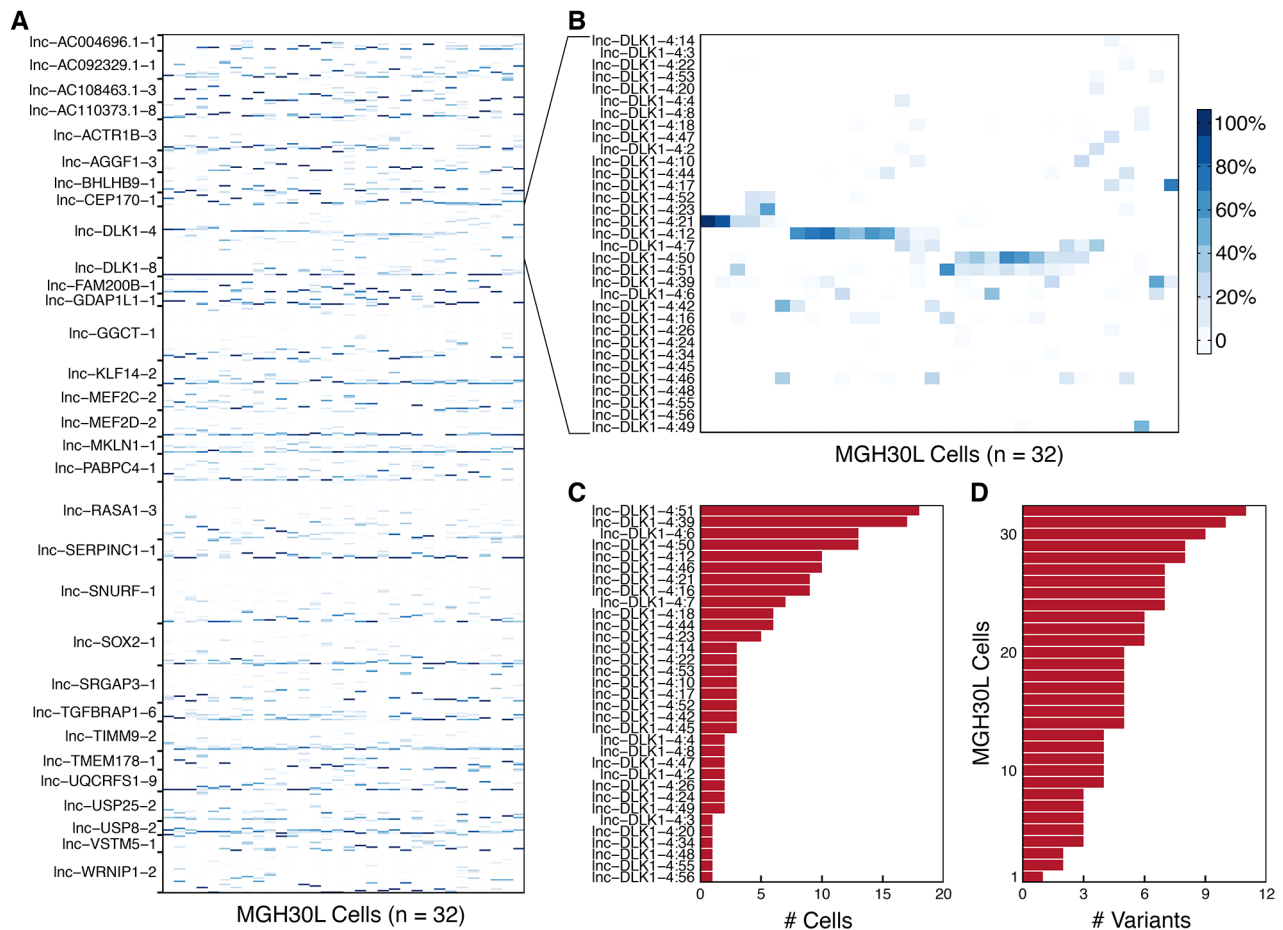 A
lnc−AC004696.1−1
lnc−AC092329.1−1
lnc−AC108463.1−3
lnc−AC110373.1−8
lnc−ACTR1B−3
lnc−AGGF1−3
lnc−BHLHB9−1
lnc−CEP170−1
lnc−DLK1−4
lnc−DLK1−8
lnc−FAM200B−1
lnc−GDAP1L1−1
lnc−GGCT−1
lnc−KLF14−2
lnc−MEF2C−2
lnc−MEF2D−2
lnc−MKLN1−1
lnc−PABPC4−1
lnc−RASA1−3
lnc−SERPINC1−1
lnc−SNURF−1
lnc−SOX2−1
lnc−SRGAP3−1
lnc−TGFBRAP1−6
lnc−TIMM9−2
lnc−TMEM178−1
lnc−UQCRFS1−9
lnc−USP25−2
lnc−USP8−2
lnc−VSTM5−1
lnc−WRNIP1−2
MGH30L Cells (n = 32)
B
lnc−DLK1−4:14
lnc−DLK1−4:3
lnc−DLK1−4:22
lnc−DLK1−4:53
lnc−DLK1−4:20
lnc−DLK1−4:4
lnc−DLK1−4:8
lnc−DLK1−4:18
lnc−DLK1−4:47
lnc−DLK1−4:2
lnc−DLK1−4:10
lnc−DLK1−4:44
lnc−DLK1−4:17
lnc−DLK1−4:52
lnc−DLK1−4:23
lnc−DLK1−4:21
lnc−DLK1−4:12
lnc−DLK1−4:7
lnc−DLK1−4:50
lnc−DLK1−4:51
lnc−DLK1−4:39
lnc−DLK1−4:6
lnc−DLK1−4:42
lnc−DLK1−4:16
lnc−DLK1−4:26
lnc−DLK1−4:24
lnc−DLK1−4:34
lnc−DLK1−4:45
lnc−DLK1−4:46
lnc−DLK1−4:48
lnc−DLK1−4:55
lnc−DLK1−4:56
lnc−DLK1−4:49
MGH30L Cells (n = 32)
100%
80%
60%
40%
20%
0
C
lnc−DLK1−4:51
lnc−DLK1−4:39
lnc−DLK1−4:6
lnc−DLK1−4:50
lnc−DLK1−4:12
lnc−DLK1−4:46
lnc−DLK1−4:21
lnc−DLK1−4:16
lnc−DLK1−4:7
lnc−DLK1−4:18
lnc−DLK1−4:44
lnc−DLK1−4:23
lnc−DLK1−4:14
lnc−DLK1−4:22
lnc−DLK1−4:53
lnc−DLK1−4:10
lnc−DLK1−4:17
lnc−DLK1−4:52
lnc−DLK1−4:42
lnc−DLK1−4:45
lnc−DLK1−4:4
lnc−DLK1−4:8
lnc−DLK1−4:47
lnc−DLK1−4:2
lnc−DLK1−4:26
lnc−DLK1−4:24
lnc−DLK1−4:49
lnc−DLK1−4:3
lnc−DLK1−4:20
lnc−DLK1−4:34
lnc−DLK1−4:48
lnc−DLK1−4:55
lnc−DLK1−4:56
0 5 10 15 20
# Cells
D
MGH30L Cells
30
20
10
1
0 3 6 9 12
# Variants